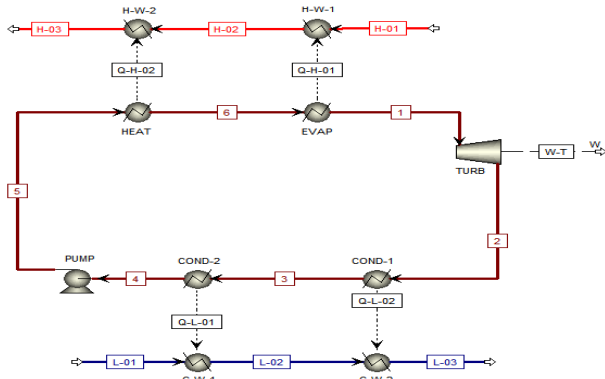 H-W-2
H-W-1
H-03
H-02
H-01
Q-H-02
Q-H-01
HEAT
6
EVAP
1
TURB
W-T
W
5
2
PUMP
COND-2
COND-1
4
3
Q-L-01
Q-L-02
L-01
L-02
L-03